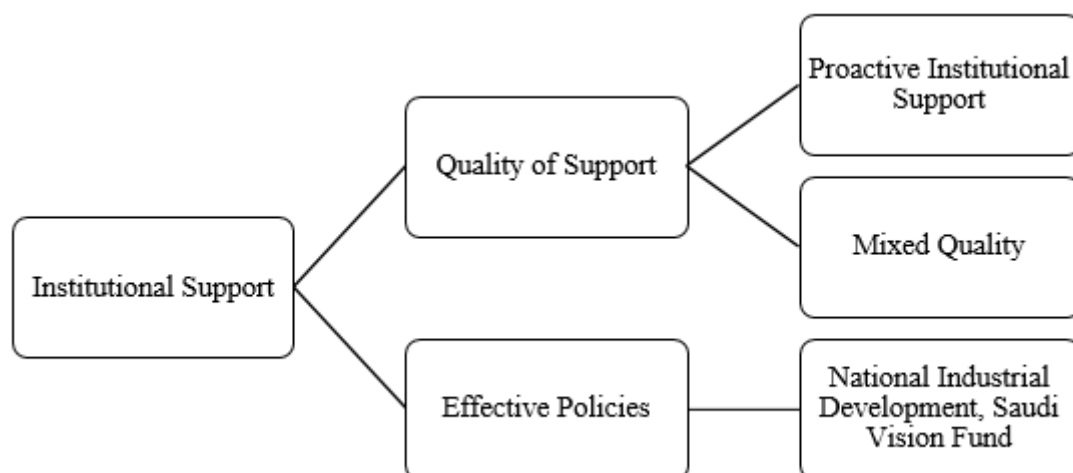 Proactive Institutional
Support
Quality of Support
Mixed Quality
Institutional Support
Effective Policies
National Industrial
Development, Saudi
Vision Fund